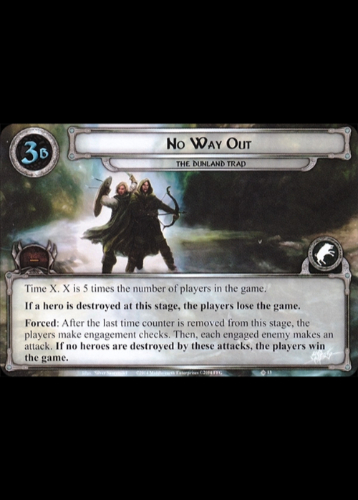 3B
No Way Out
The Dunland Trap
Time X. X is 5 times the number of players in the game.
If a hero is destroyed at this stage, the players lose the game.
Forced: After the last time counter is removed from this stage, the
players make engagement checks. Then, each engaged enemy makes an
attack. If no heroes are destroyed by these attacks, the players win
the game.